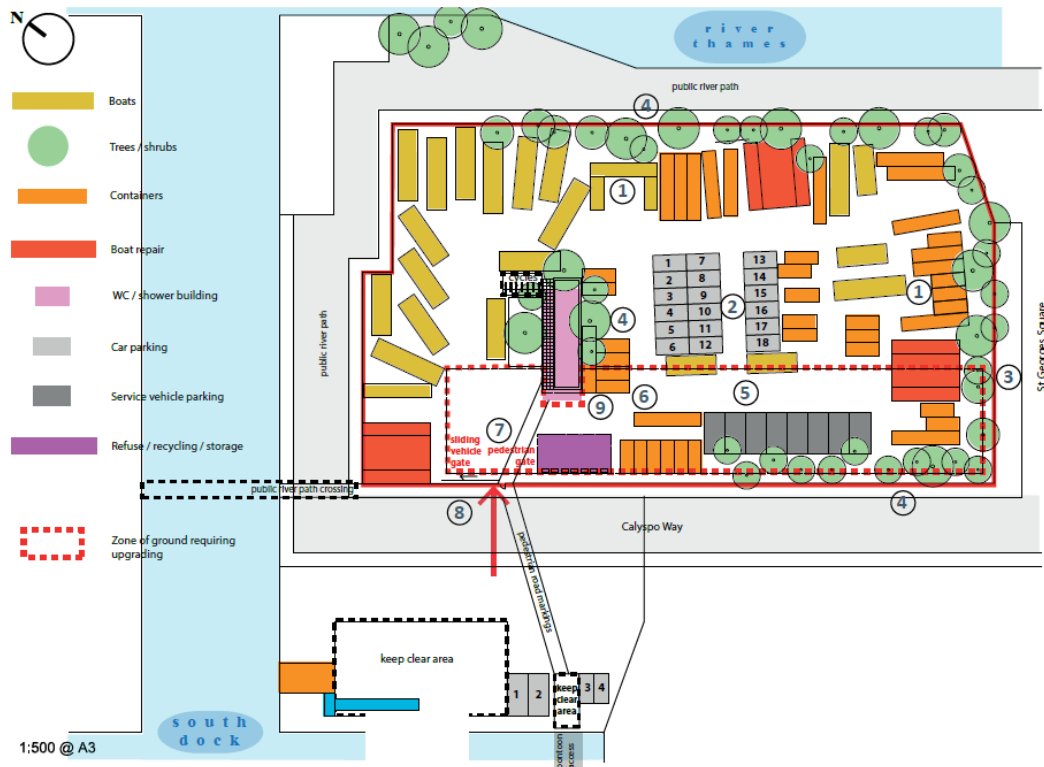 N
river
thames
public river path
Boats
Trees / shrubs
Containers
Boat repair
WC / shower building
Car parking
Service vehicle parking
Refuse / recycling / storage
public river path crossing
Zone of ground requiring
upgrading
public river path
4
1
cycles
1 7
2 8
3 9
4 10
5 11
6 12
2
13
14
15
16
17
18
1
4
St Georges Square
3
5
6
9
7
sliding
vehicle
gate
pedestrian
gate
8
4
Calyspo Way
pedestrian road markings
keep clear area
1 2
keep
clear
area
3 4
pontoon
access
south
dock
1:500 @ A3